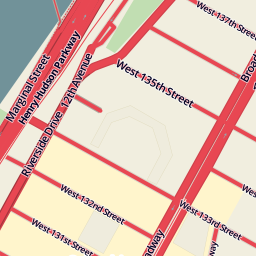 West 137th Street
Marginal Street
Henry Hudson Parkway
Riverside Drive
12th Avenue
West 135th Street
West 132nd Street
West 133rd Street
West 131st Street